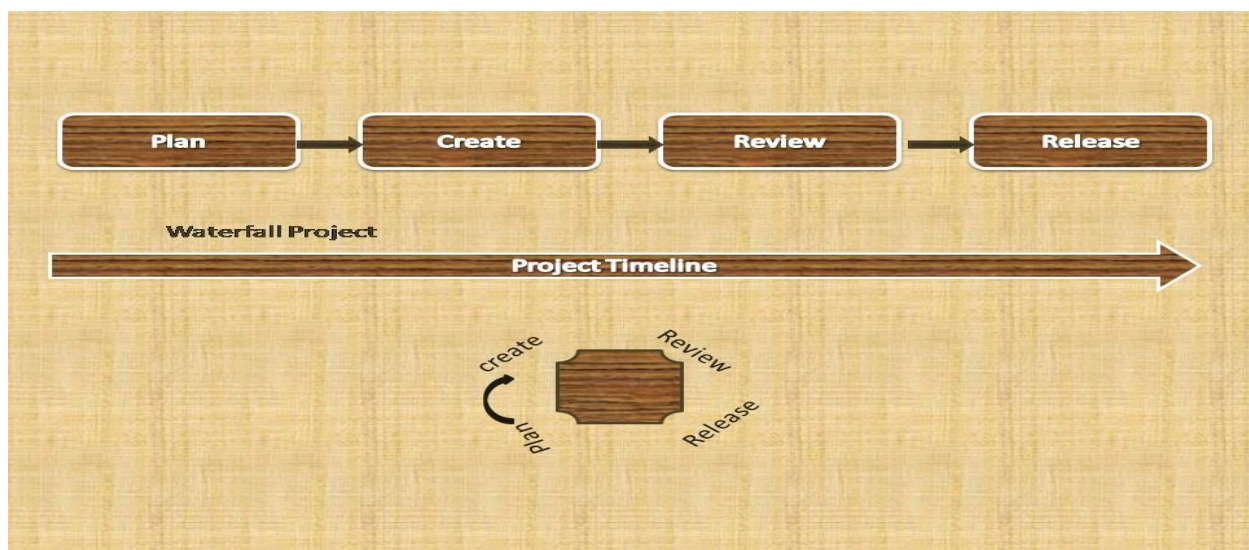 Plan
Create
Review
Release
Waterfall Project
Project Timeline
create
Review
Plan
Release